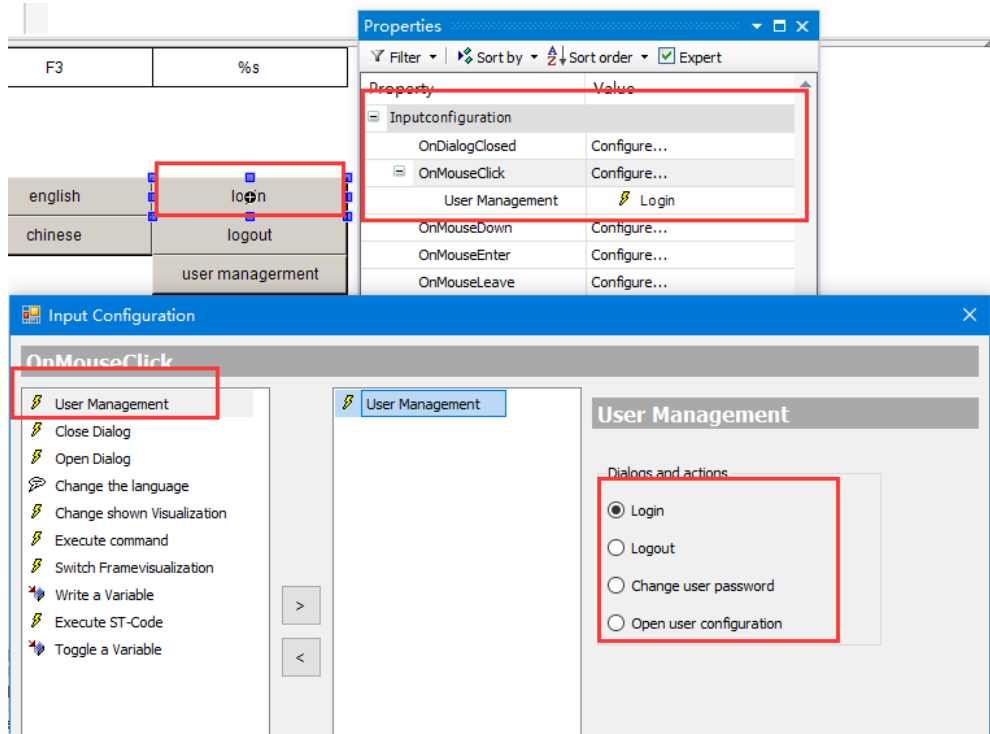 Properties
Filter Sort by Sort order Expert
F3 %s
Property Value
Inputconfiguration
OnDialogClosed Configure...
OnMouseClick Configure...
User Management Login
OnMouseDown Configure...
OnMouseEnter Configure...
OnMouseLeave Configure...
english login
chinese logout
user managerment
Input Configuration
OnMouseClick
User Management
Close Dialog
Open Dialog
Change the language
Change shown Visualization
Execute command
Switch Framevisualization
Write a Variable
Execute ST-Code
Toggle a Variable
>
<
User Management
User Management
Dialogs and actions
Login
Logout
Change user password
Open user configuration